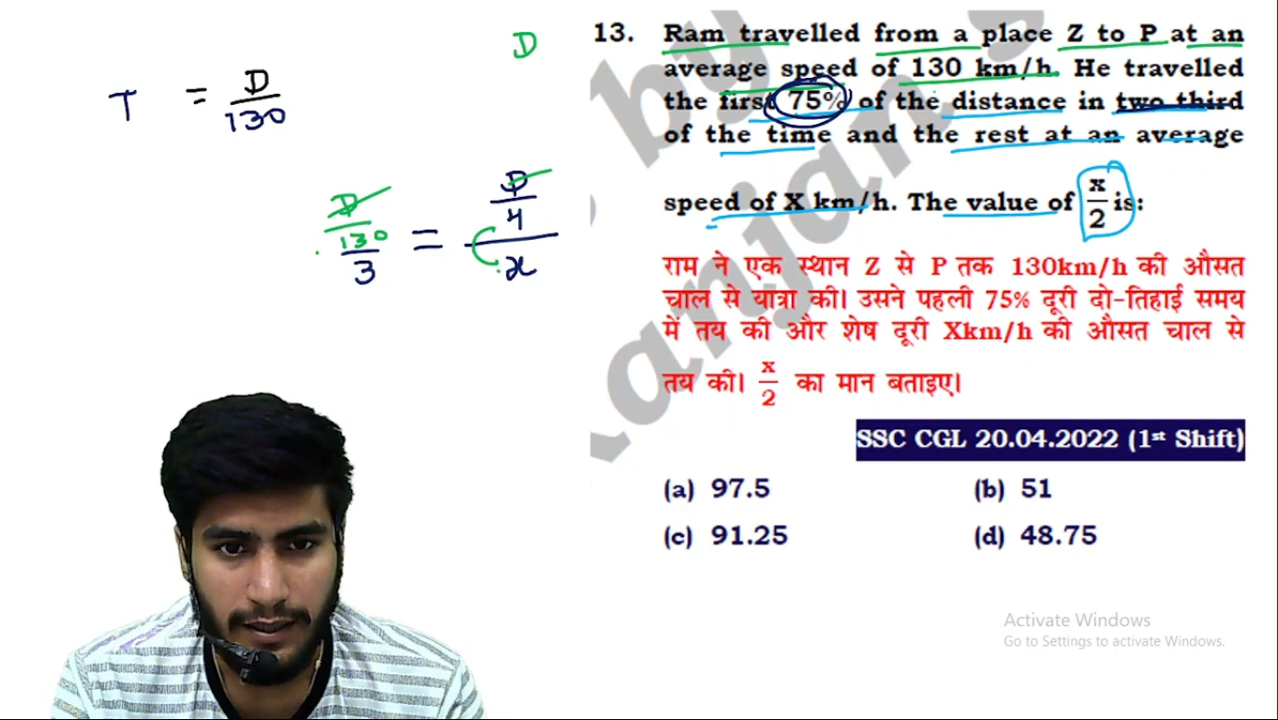 D
T = D/130
D/130/3 = D/4/x
13. Ram travelled from a place Z to P at an
average speed of 130 km/h. He travelled
the first 75% of the distance in two third
of the time and the rest at an average
speed of X km/h. The value of x/2 is:
राम ने एक स्थान Z से P तक 130km/h की औसत
चाल से यात्रा की। उसने पहली 75% दूरी दो-तिहाई समय
में तय की और शेष दूरी Xkm/h की औसत चाल से
तय की। x/2 का मान बताइए।
SSC CGL 20.04.2022 (1st Shift)
(a) 97.5 (b) 51
(c) 91.25 (d) 48.75
Activate Windows
Go to Settings to activate Windows.